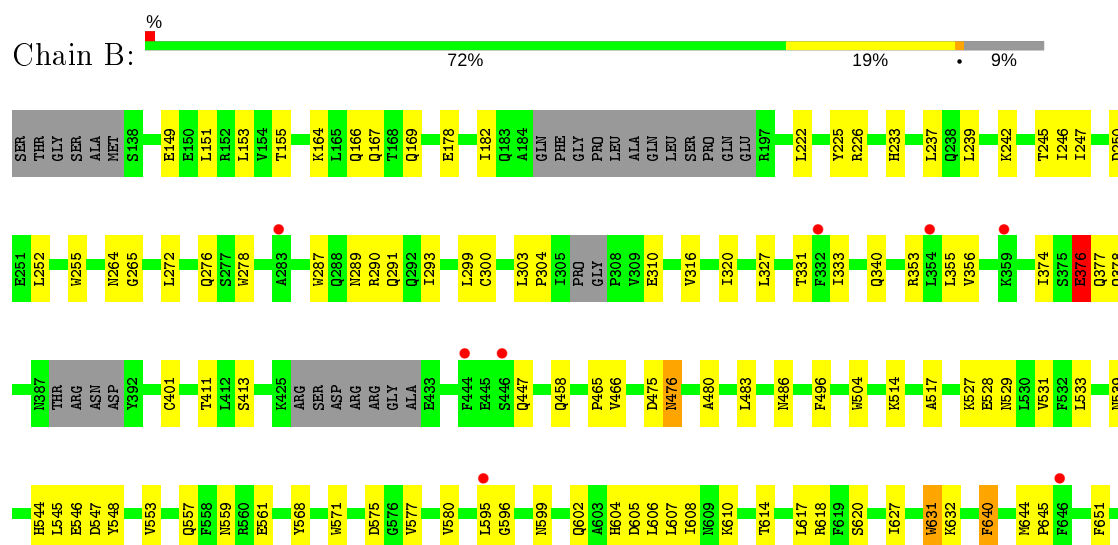 %
Chain B:
72% 19% • 9%
SER THR GLY SER ALA MET S138 E149 E150 L151 R152 L153 V154 T155 K164 L165 Q166 Q167 T168 Q169 E178 I182 Q183 A184 GLN PHE GLY PRO LEU ALA GLN LEU SER PRO GLN GLU R197 L222 Y225 R226 H233 L237 Q238 L239 K242 T245 I246 I247 D250
E251 L252 W255 N264 G265 L272 Q276 S277 W278 A283 W287 Q288 N289 R290 Q291 Q292 I293 L299 C300 L303 P304 I305 PRO GLY P308 V309 E310 V316 I320 L327 T331 F332 I333 Q340 R353 L354 L355 V356 K359 I374 S375 E376 Q377
N387 THR ARG ASN ASP Y392 C401 T411 L412 S413 K425 ARG SER ASP ARG ARG GLY ALA E433 F444 E445 S446 Q447 Q458 P465 V466 D475 N476 A480 L483 N486 F496 W504 K514 A517 K527 E528 N529 L530 V531 F532 L533 N539
H544 L545 E546 D547 Y548 V553 Q557 F558 N559 R560 E561 Y568 W571 D575 G576 V577 V580 L595 G596 N599 Q602 A603 H604 D605 L606 L607 I608 N609 K610 T614 L617 R618 F619 S620 I627 W631 K632 F640 M644 P645 F646 F651